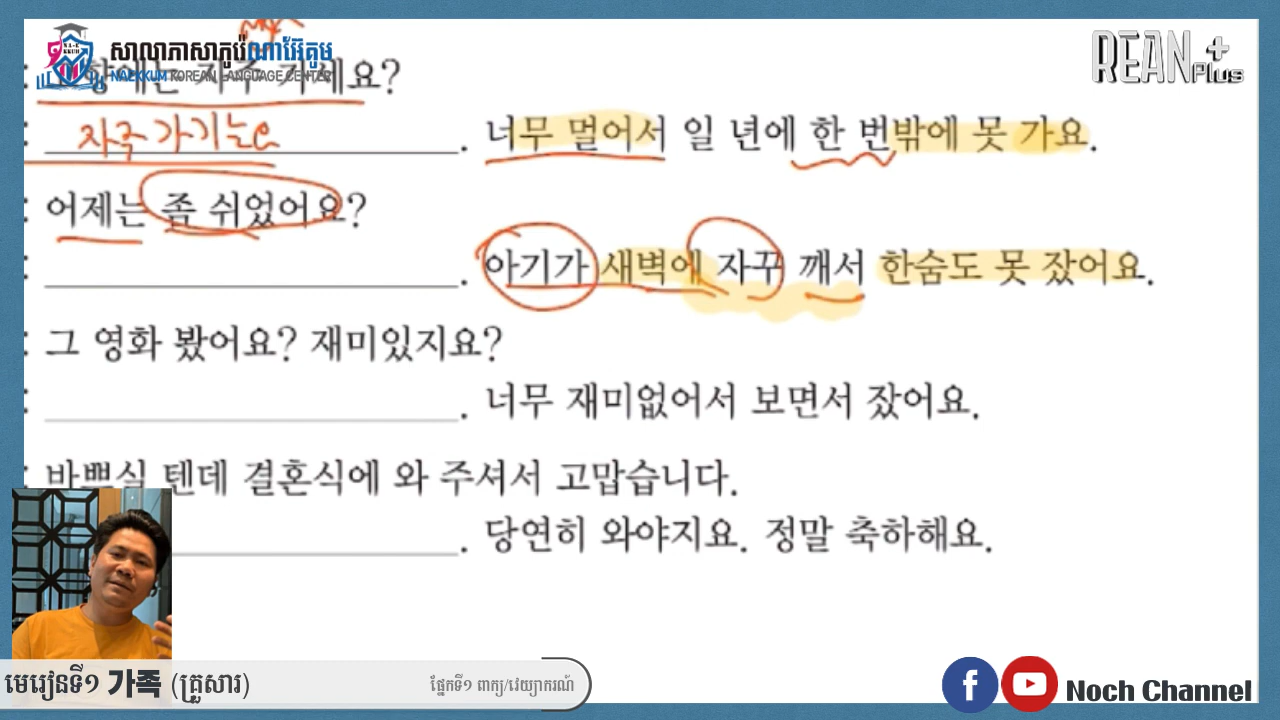 សាលាភាសាកូរ៉េណាអែគូម
NAEKKUM KOREAN LANGUAGE CENTER
REAN + Plus
자주 가기는요
. 너무 멀어서 일 년에 한 번밖에 못 가요.
: 어제는 좀 쉬었어요?
: . 아기가 새벽에 자꾸 깨서 한숨도 못 잤어요.
: 그 영화 봤어요? 재미있지요?
: . 너무 재미없어서 보면서 잤어요.
: 바쁘실 텐데 결혼식에 와 주셔서 고맙습니다.
. 당연히 와야지요. 정말 축하해요.
មេរៀនទី១ 가족 (គ្រួសារ)
ផ្នែកទី១ ពាក្យ/វេយ្យាករណ៍
Noch Channel